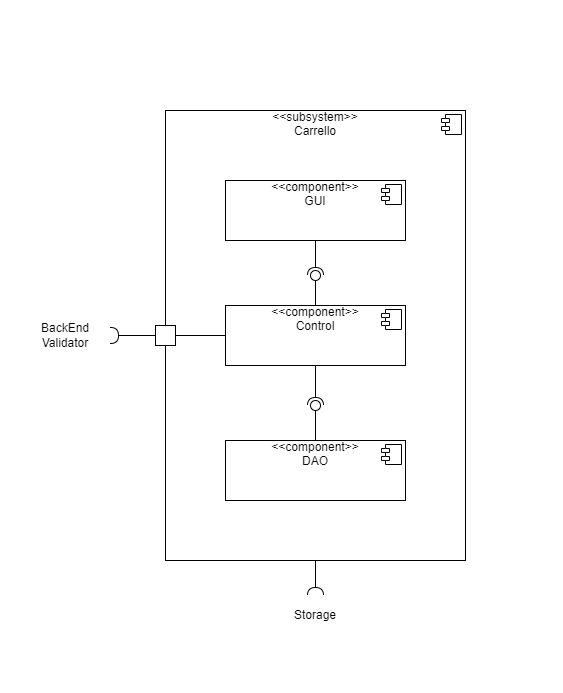 <<subsystem>>
Carrello
<<component>>
GUI
<<component>>
Control
BackEnd
Validator
<<component>>
DAO
Storage